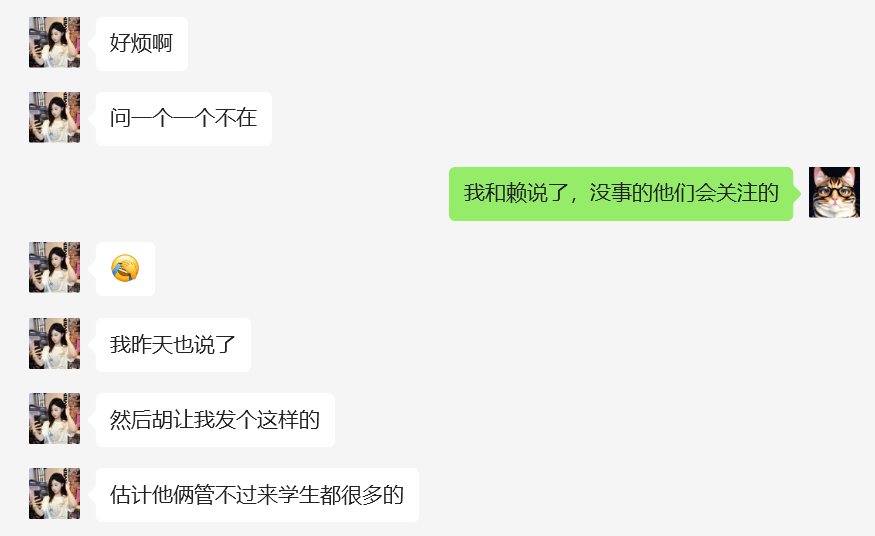 好烦啊
问一个一个不在
我和赖说了，没事的他们会关注的
我昨天也说了
然后胡让我发个这样的
估计他俩管不过来学生都很多的